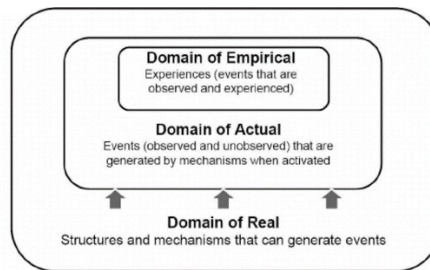 Domain of Empirical
Experiences (events that are
observed and experienced)
Domain of Actual
Events (observed and unobserved) that are
generated by mechanisms when activated
Domain of Real
Structures and mechanisms that can generate events